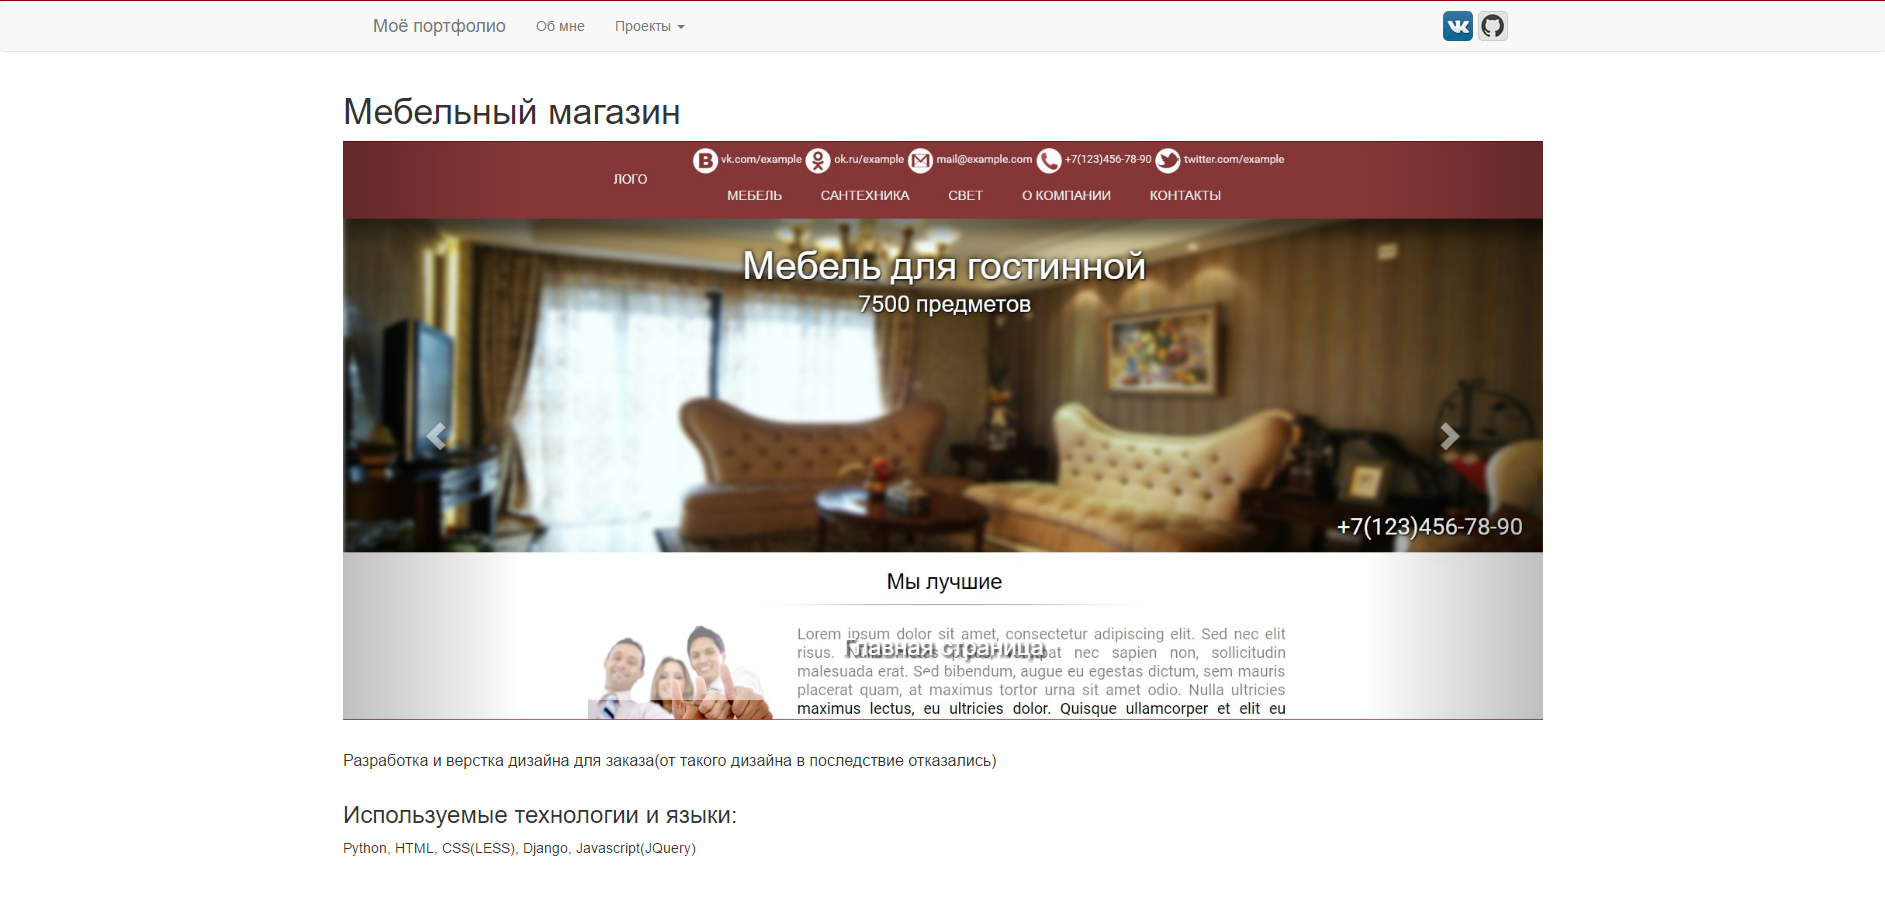 Моё портфолио Об мне Проекты
Мебельный магазин
vk.com/example ok.ru/example mail@example.com +7(123)456-78-90 twitter.com/example
ЛОГО
МЕБЕЛЬ САНТЕХНИКА СВЕТ О КОМПАНИИ КОНТАКТЫ
Мебель для гостинной
7500 предметов
+7(123)456-78-90
Мы лучшие
Lorem ipsum dolor sit amet, consectetur adipiscing elit. Sed nec elit
risus. Nulla nec sapien non, sollicitudin
Главная страница
malesuada erat. Sed bibendum, augue eu egestas dictum, sem mauris
placerat quam, at maximus tortor urna sit amet odio. Nulla ultricies
maximus lectus, eu ultricies dolor. Quisque ullamcorper et elit eu
Разработка и верстка дизайна для заказа(от такого дизайна в последствие отказались)
Используемые технологии и языки:
Python, HTML, CSS(LESS), Django, Javascript(JQuery)